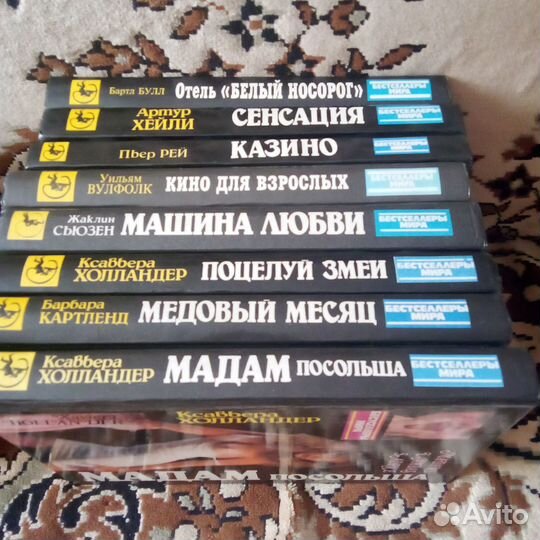 Бартл БУЛЛ Отель «БЕЛЫЙ НОСОРОГ» БЕСТСЕЛЛЕРЫ
МИРА
Артур
ХЕЙЛИ СЕНСАЦИЯ БЕСТСЕЛЛЕРЫ
МИРА
Пьер РЕЙ КАЗИНО БЕСТСЕЛЛЕРЫ
МИРА
Уильям
ВУЛФОЛК КИНО ДЛЯ ВЗРОСЛЫХ БЕСТСЕЛЛЕРЫ
МИРА
Жаклин
СЬЮЗЕН МАШИНА ЛЮБВИ БЕСТСЕЛЛЕРЫ
МИРА
Ксавьера
ХОЛЛАНДЕР ПОЦЕЛУЙ ЗМЕИ БЕСТСЕЛЛЕРЫ
МИРА
Барбара
КАРТЛЕНД МЕДОВЫЙ МЕСЯЦ БЕСТСЕЛЛЕРЫ
МИРА
Ксавьера
ХОЛЛАНДЕР МАДАМ ПОСОЛЬША БЕСТСЕЛЛЕРЫ
МИРА
Ксавьера
ХОЛЛАНДЕР
МАДАМ ПОСОЛЬША
Avito